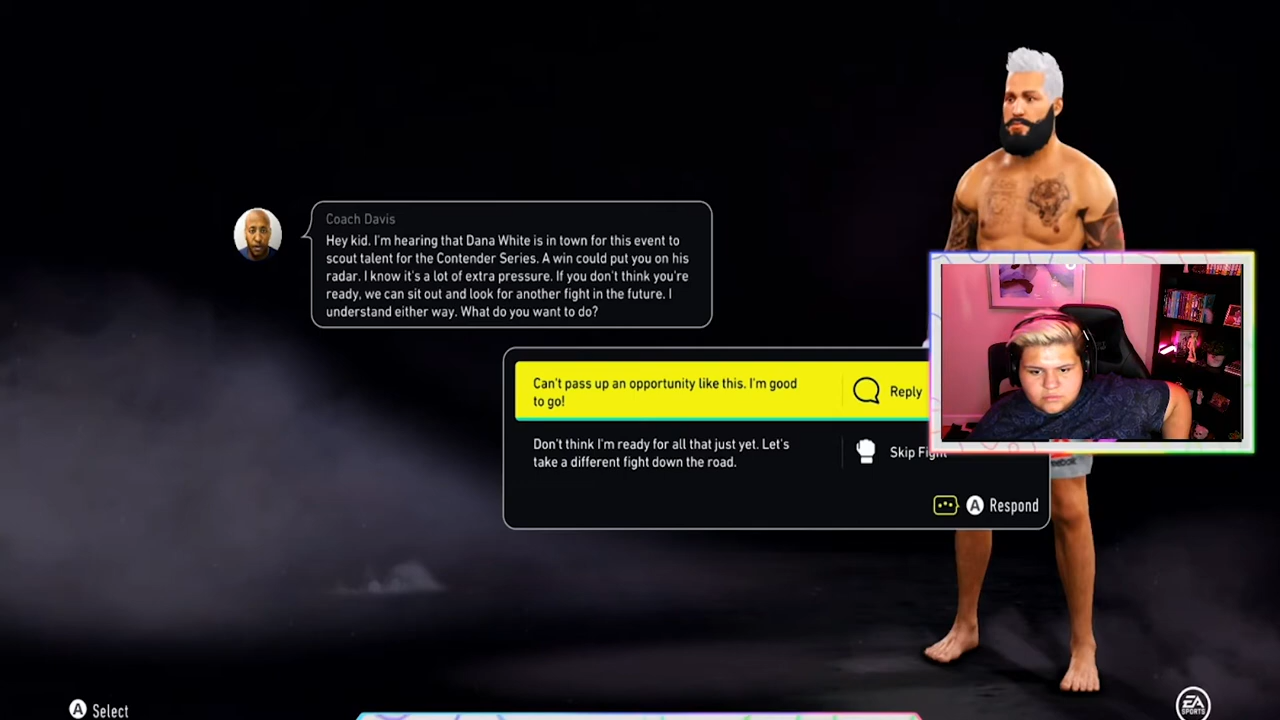 Coach Davis
Hey kid. I'm hearing that Dana White is in town for this event to
scout talent for the Contender Series. A win could put you on his
radar. I know it's a lot of extra pressure. If you don't think you're
ready, we can sit out and look for another fight in the future. I
understand either way. What do you want to do?
Can't pass up an opportunity like this. I'm good
to go!
Reply
Don't think I'm ready for all that just yet. Let's
take a different fight down the road.
Skip Fight
A Respond
A Select
EA
SPORTS